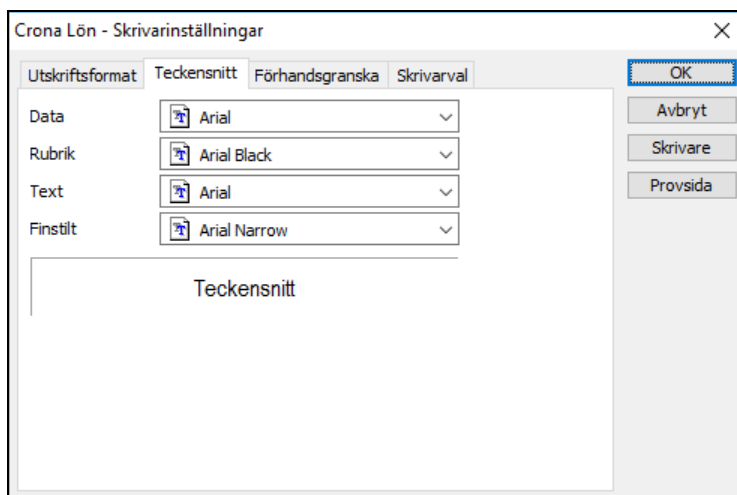 Crona Lön - Skrivarinställningar
Utskriftsformat Teckensnitt Förhandsgranska Skrivarval
OK
Data Arial
Avbryt
Rubrik Arial Black
Skrivare
Text Arial
Provsida
Finstilt Arial Narrow
Teckensnitt